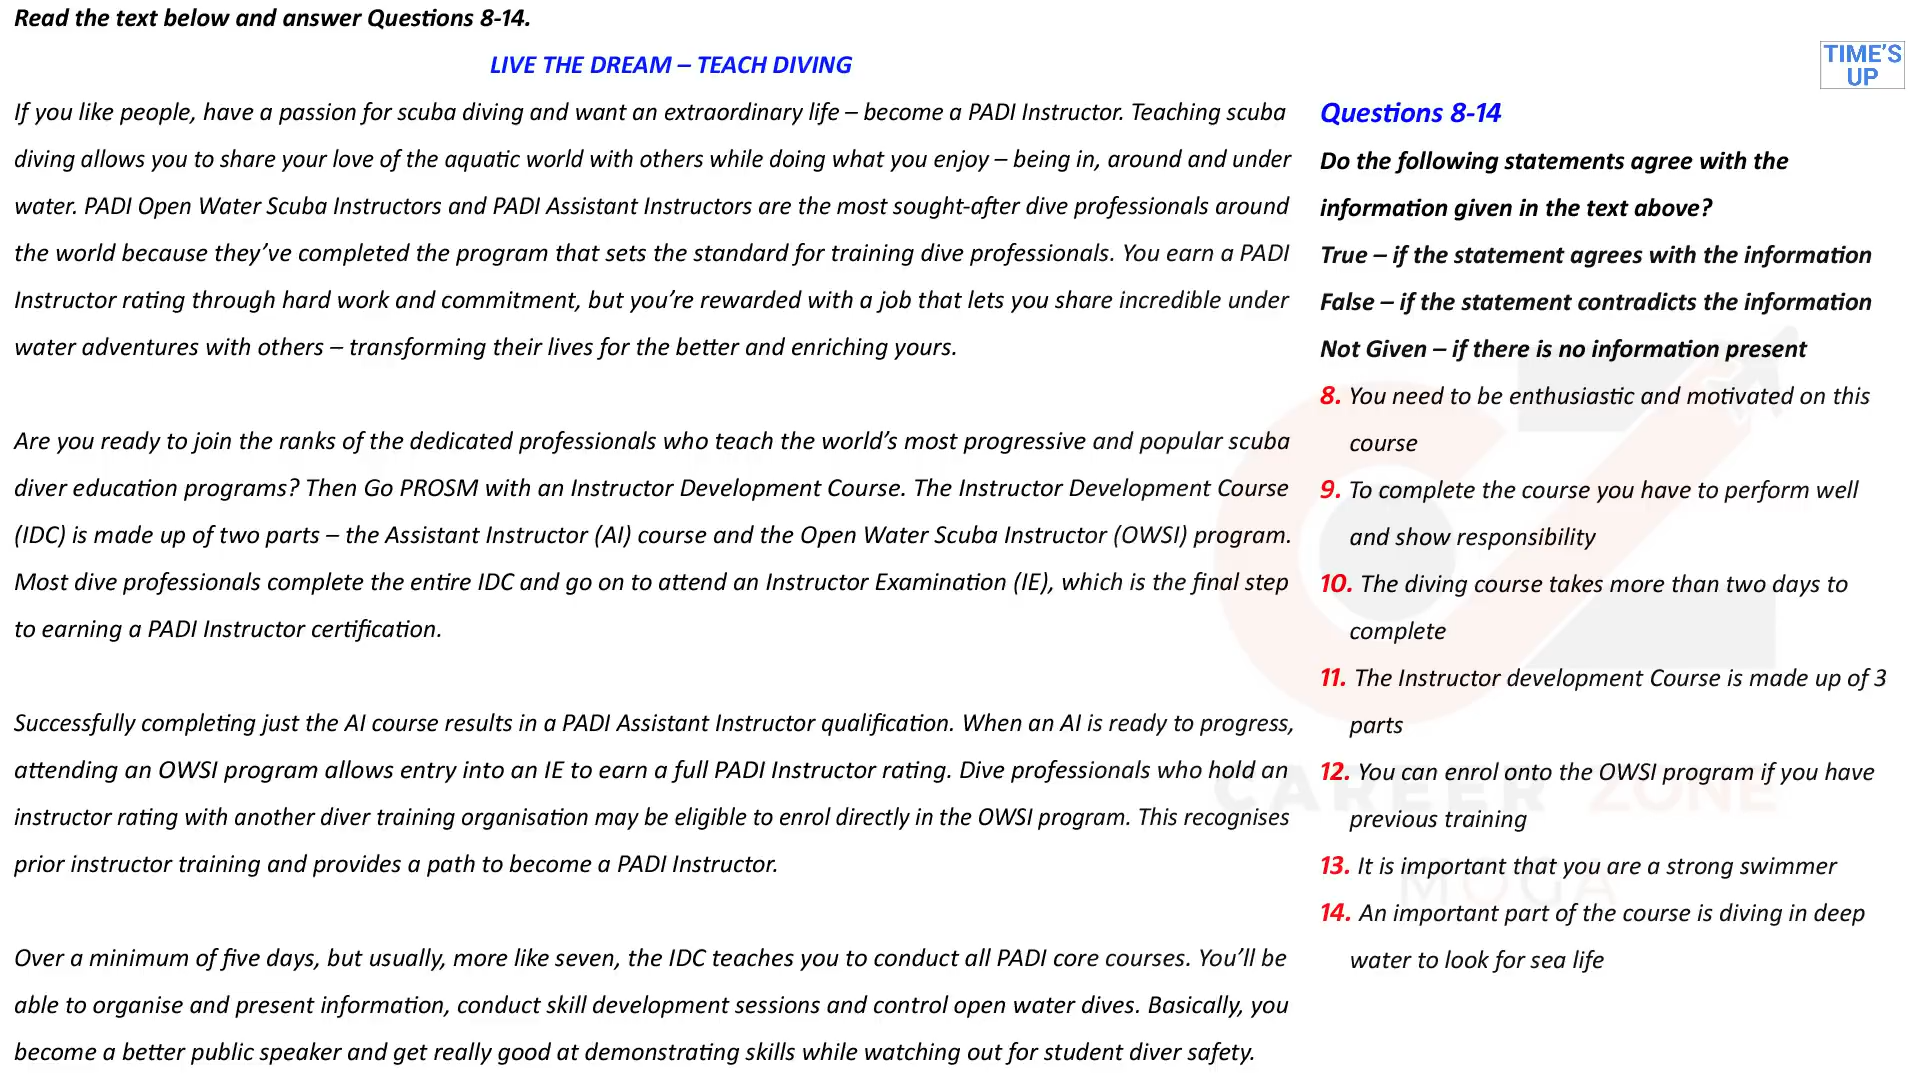 Read the text below and answer Questions 8-14.
LIVE THE DREAM – TEACH DIVING
If you like people, have a passion for scuba diving and want an extraordinary life – become a PADI Instructor. Teaching scuba
diving allows you to share your love of the aquatic world with others while doing what you enjoy – being in, around and under
water. PADI Open Water Scuba Instructors and PADI Assistant Instructors are the most sought-after dive professionals around
the world because they've completed the program that sets the standard for training dive professionals. You earn a PADI
Instructor rating through hard work and commitment, but you're rewarded with a job that lets you share incredible under
water adventures with others – transforming their lives for the better and enriching yours.
Are you ready to join the ranks of the dedicated professionals who teach the world's most progressive and popular scuba
diver education programs? Then Go PROSM with an Instructor Development Course. The Instructor Development Course
(IDC) is made up of two parts – the Assistant Instructor (AI) course and the Open Water Scuba Instructor (OWSI) program.
Most dive professionals complete the entire IDC and go on to attend an Instructor Examination (IE), which is the final step
to earning a PADI Instructor certification.
Successfully completing just the AI course results in a PADI Assistant Instructor qualification. When an AI is ready to progress,
attending an OWSI program allows entry into an IE to earn a full PADI Instructor rating. Dive professionals who hold an
instructor rating with another diver training organisation may be eligible to enrol directly in the OWSI program. This recognises
prior instructor training and provides a path to become a PADI Instructor.
Over a minimum of five days, but usually, more like seven, the IDC teaches you to conduct all PADI core courses. You'll be
able to organise and present information, conduct skill development sessions and control open water dives. Basically, you
become a better public speaker and get really good at demonstrating skills while watching out for student diver safety.
TIME'S
UP
Questions 8-14
Do the following statements agree with the
information given in the text above?
True – if the statement agrees with the information
False – if the statement contradicts the information
Not Given – if there is no information present
8. You need to be enthusiastic and motivated on this
course
9. To complete the course you have to perform well
and show responsibility
10. The diving course takes more than two days to
complete
11. The Instructor development Course is made up of 3
parts
12. You can enrol onto the OWSI program if you have
previous training
13. It is important that you are a strong swimmer
14. An important part of the course is diving in deep
water to look for sea life
CAREER ZONE
MOGA